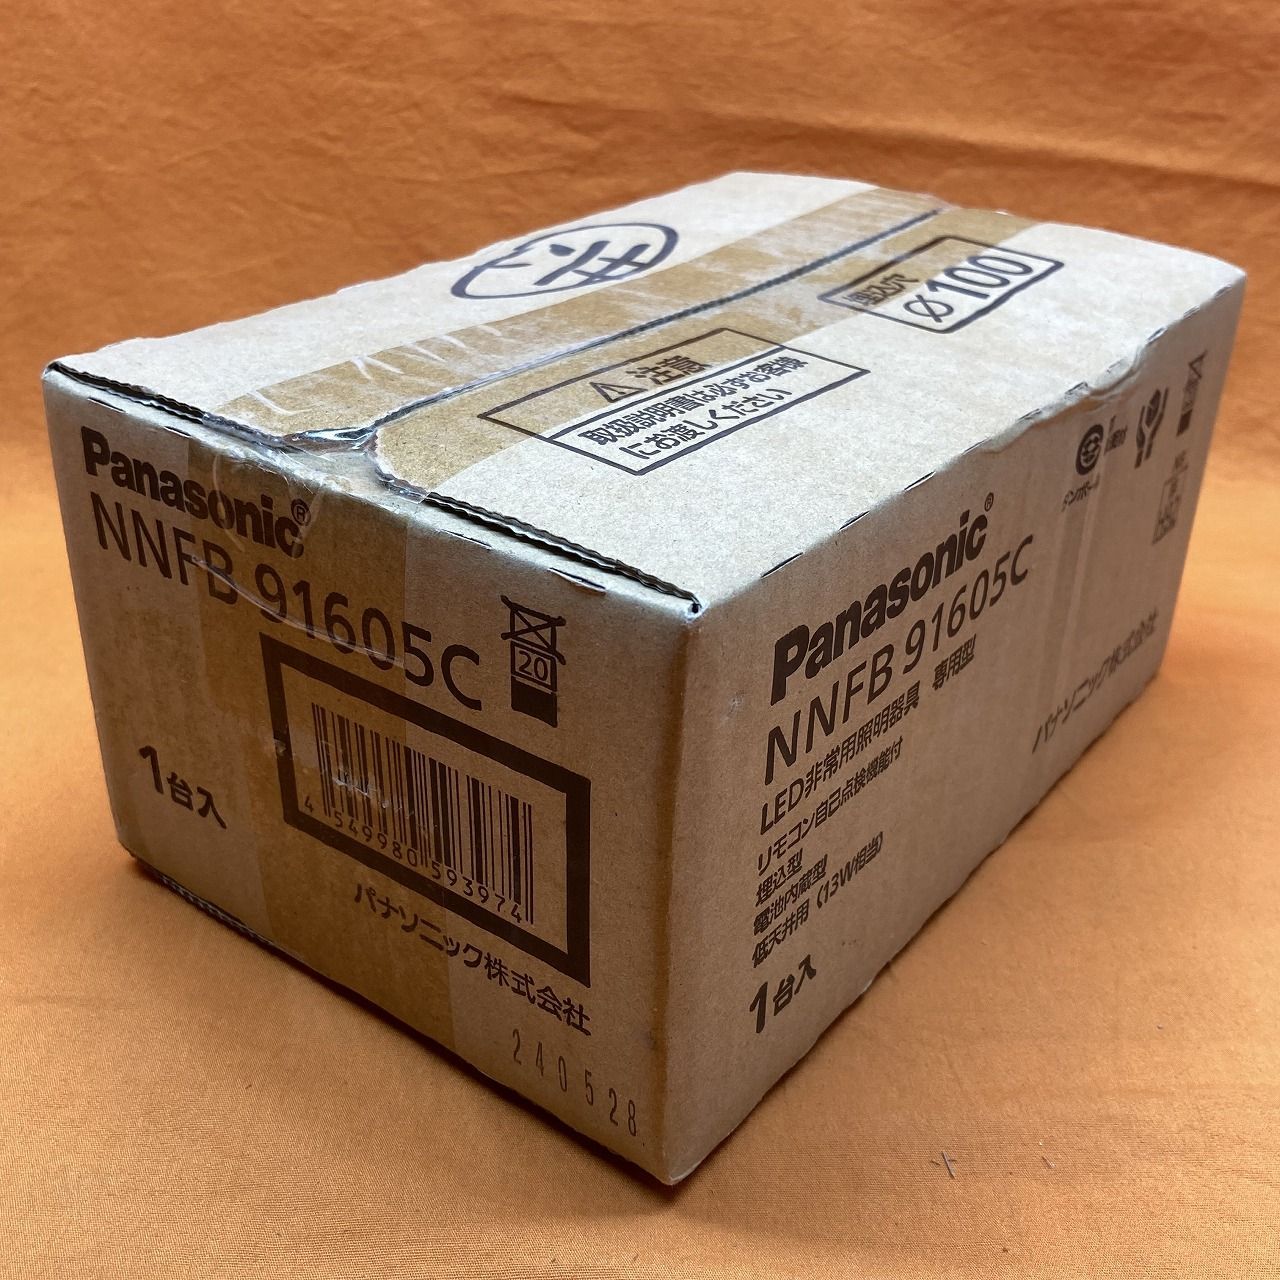 埋込穴
⌀100
⚠ 注意
取扱説明書は必ずお客様
にお渡しください
Panasonic®
NNFB 91605C
20
1台入
4 549980 593974
パナソニック株式会社
240528
Panasonic®
NNFB 91605C
LED非常用照明器具 専用型
リモコン自己点検機能付
埋込型
電池内蔵型
低天井用(13W相当)
1台入
パナソニック株式会社
ダンボール